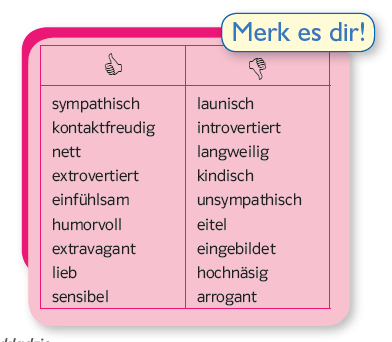 Merk es dir!
sympathisch launisch
kontaktfreudig introvertiert
nett langweilig
extrovertiert kindisch
einfühlsam unsympathisch
humorvoll eitel
extravagant eingebildet
lieb hochnäsig
sensibel arrogant